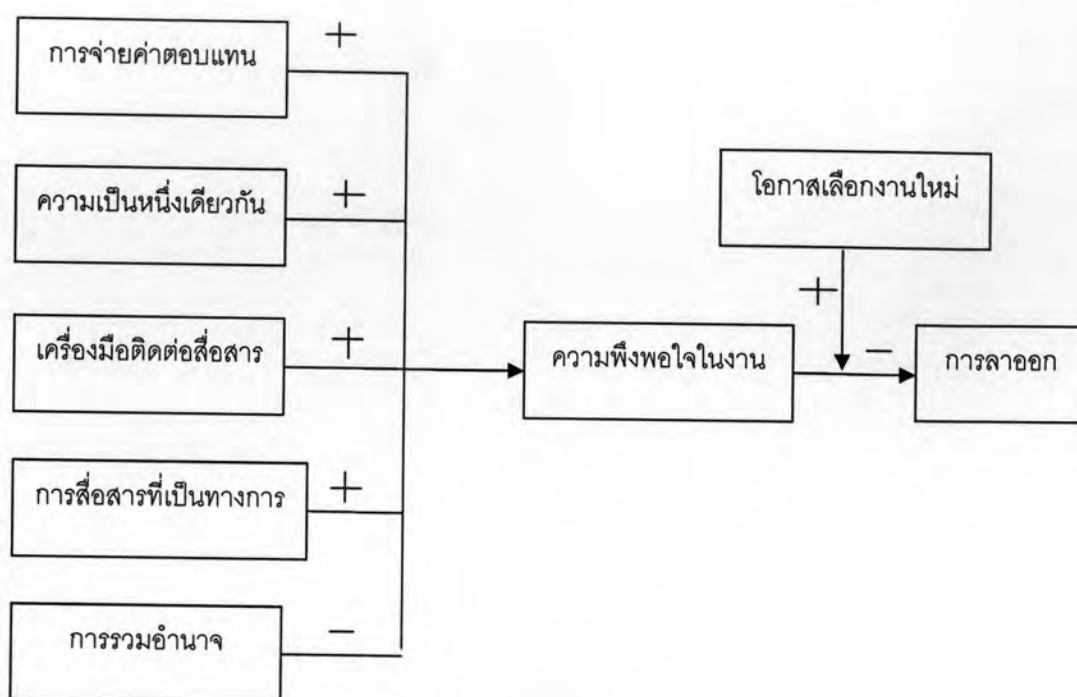 การจ่ายค่าตอบแทน
+
ความเป็นหนึ่งเดียวกัน
+
เครื่องมือติดต่อสื่อสาร
+
การสื่อสารที่เป็นทางการ
+
การรวมอำนาจ
−
ความพึงพอใจในงาน
โอกาสเลือกงานใหม่
+
−
การลาออก